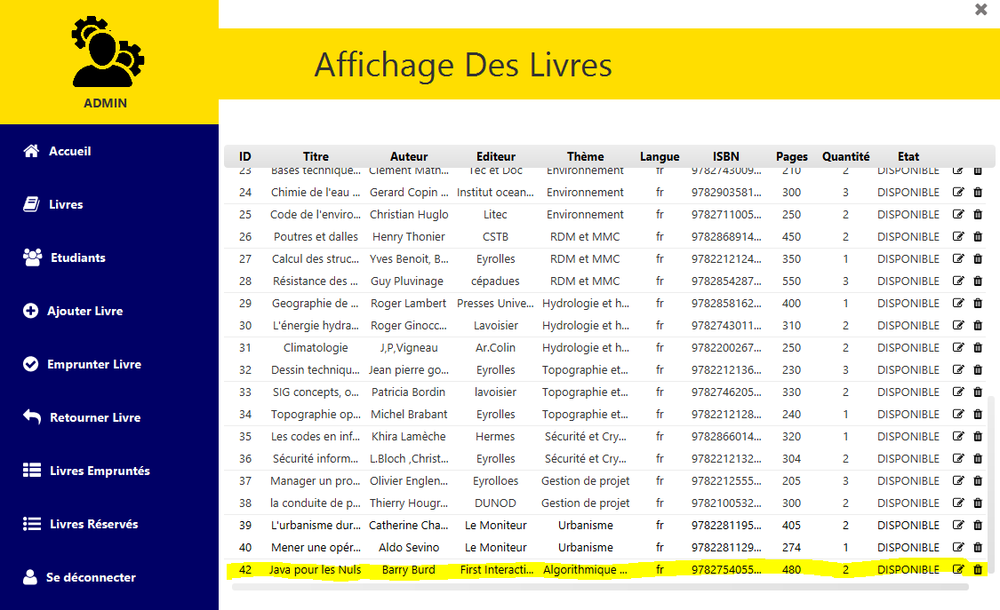 Affichage Des Livres
ADMIN
Accueil
Livres
Etudiants
Ajouter Livre
Emprunter Livre
Retourner Livre
Livres Empruntés
Livres Réservés
Se déconnecter
ID Titre Auteur Editeur Thème Langue ISBN Pages Quantité Etat
23 Bases technique... Clément Math... Tec et Doc Environnement fr 9782743009... 210 2 DISPONIBLE
24 Chimie de l'eau ... Gerard Copin ... Institut ocean... Environnement fr 9782903581... 300 3 DISPONIBLE
25 Code de l'enviro... Christian Huglo Litec Environnement fr 9782711005... 250 2 DISPONIBLE
26 Poutres et dalles Henry Thonier CSTB RDM et MMC fr 9782868914... 450 2 DISPONIBLE
27 Calcul des struc... Yves Benoit, B... Eyrolles RDM et MMC fr 9782212124... 350 1 DISPONIBLE
28 Résistance des ... Guy Pluvinage cépadues RDM et MMC fr 9782854287... 550 3 DISPONIBLE
29 Geographie de ... Roger Lambert Presses Unive... Hydrologie et h... fr 9782858162... 400 1 DISPONIBLE
30 L'énergie hydra... Roger Ginocc... Lavoisier Hydrologie et h... fr 9782743011... 310 2 DISPONIBLE
31 Climatologie J,P,Vigneau Ar.Colin Hydrologie et h... fr 9782200267... 250 2 DISPONIBLE
32 Dessin techniqu... Jean pierre go... Eyrolles Topographie et... fr 9782212136... 230 3 DISPONIBLE
33 SIG concepts, o... Patricia Bordin lavoisier Topographie et... fr 9782746205... 330 2 DISPONIBLE
34 Topographie op... Michel Brabant Eyrolles Topographie et... fr 9782212128... 240 1 DISPONIBLE
35 Les codes en inf... Khira Lamèche Hermes Sécurité et Cry... fr 9782866014... 320 1 DISPONIBLE
36 Sécurité inform... L.Bloch ,Christ... Eyrolles Sécurité et Cry... fr 9782212132... 304 2 DISPONIBLE
37 Manager un pro... Olivier Englen... Eyrolloes Gestion de projet fr 9782212555... 205 3 DISPONIBLE
38 la conduite de p... Thierry Hougr... DUNOD Gestion de projet fr 9782100532... 300 2 DISPONIBLE
39 L'urbanisme dur... Catherine Cha... Le Moniteur Urbanisme fr 9782281195... 405 2 DISPONIBLE
40 Mener une opér... Aldo Sevino Le Moniteur Urbanisme fr 9782281129... 274 1 DISPONIBLE
42 Java pour les Nuls Barry Burd First Interacti... Algorithmique ... fr 9782754055... 480 2 DISPONIBLE